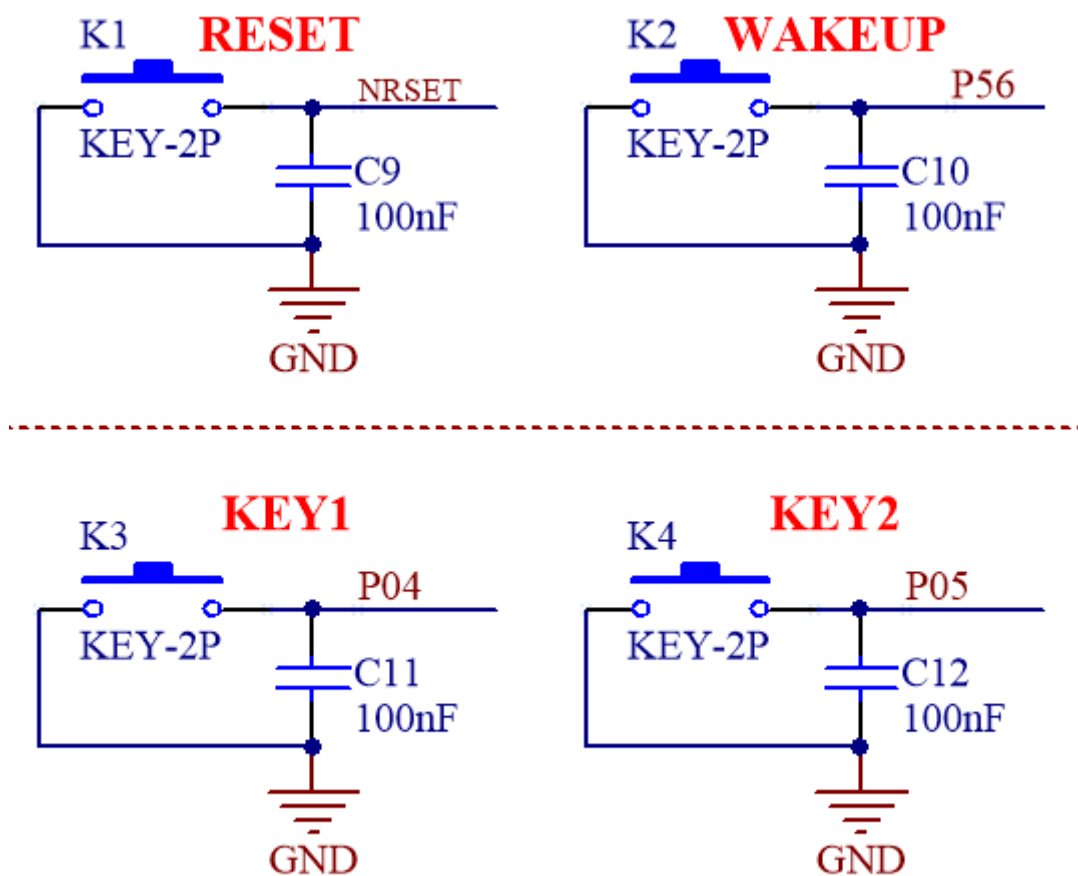 K1 RESET
NRSET
KEY-2P
C9
100nF
GND
K2 WAKEUP
P56
KEY-2P
C10
100nF
GND
K3 KEY1
P04
KEY-2P
C11
100nF
GND
K4 KEY2
P05
KEY-2P
C12
100nF
GND